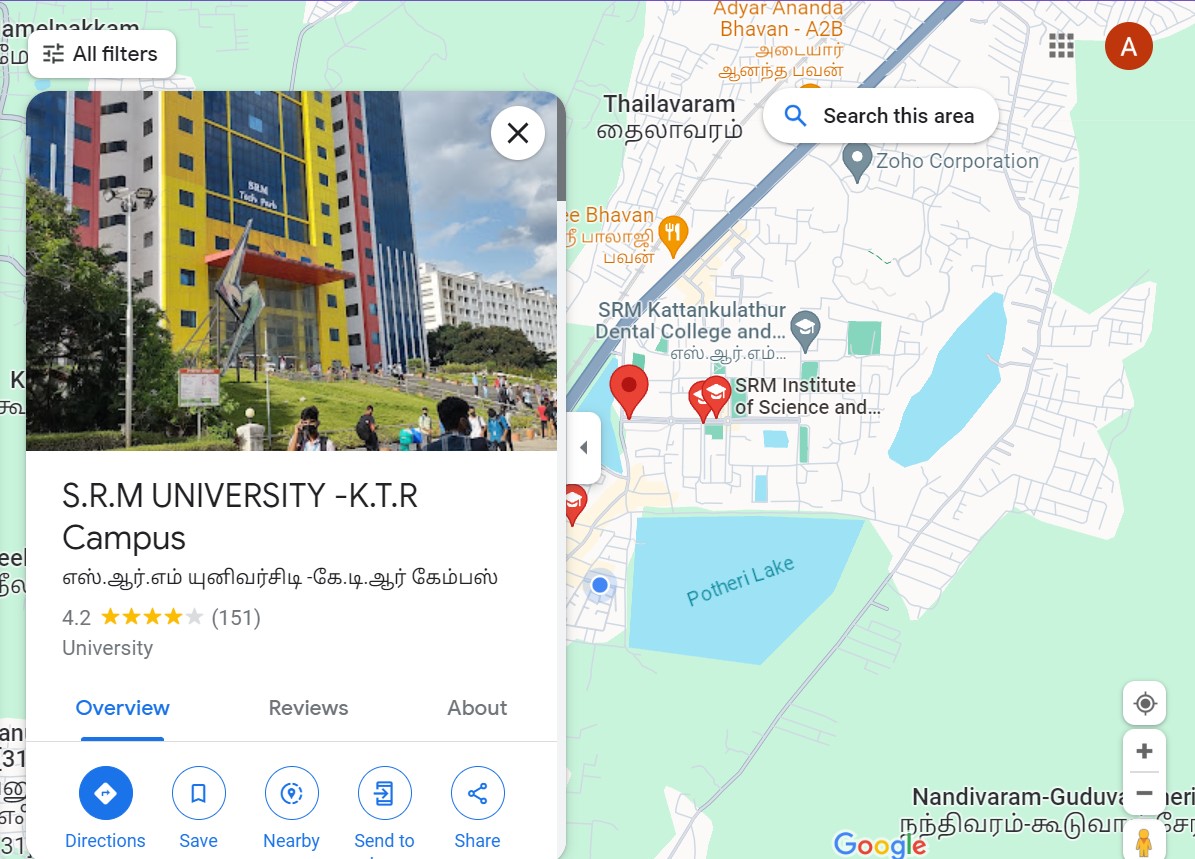 amelpakkam
All filters
SRM
Tech Park
S.R.M UNIVERSITY -K.T.R
Campus
எஸ்.ஆர்.எம் யுனிவர்சிடி -கே.டி.ஆர் கேம்பஸ்
4.2 (151)
University
Overview Reviews About
Directions Save Nearby Send to Share
Adyar Ananda
Bhavan - A2B
அடையார்
ஆனந்த பவன்
A
Thailavaram
தைலாவரம்
Search this area
Zoho Corporation
ee Bhavan
ஸ்ரீ பாலாஜி
பவன்
SRM Kattankulathur
Dental College and...
எஸ்.ஆர்.எம்...
SRM Institute
of Science and...
Potheri Lake
Nandivaram-Guduva
நந்திவரம்-கூடுவா
Google